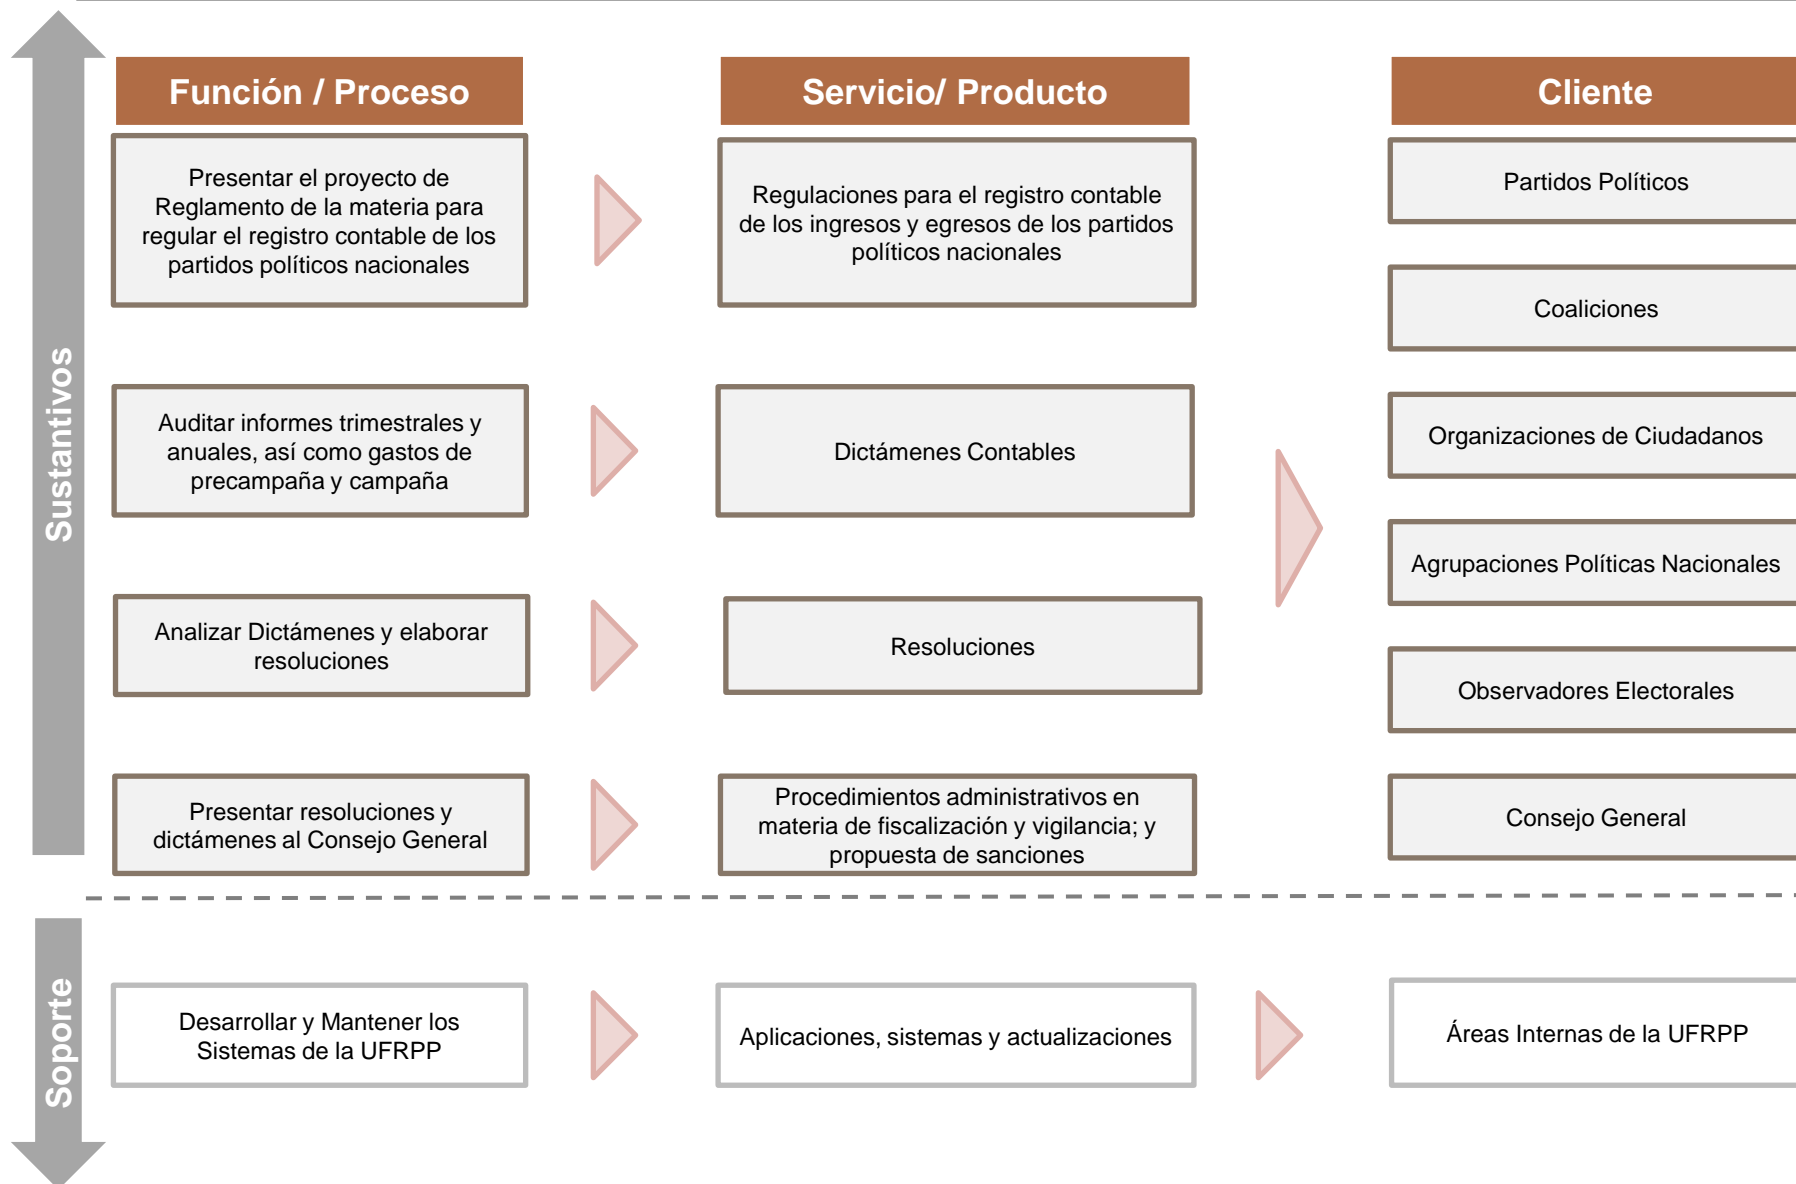 Función / Proceso
Servicio/ Producto
Cliente
Sustantivos
Presentar el proyecto de
Reglamento de la materia para
regular el registro contable de los
partidos políticos nacionales
Regulaciones para el registro contable
de los ingresos y egresos de los partidos
políticos nacionales
Auditar informes trimestrales y
anuales, así como gastos de
precampaña y campaña
Dictámenes Contables
Analizar Dictámenes y elaborar
resoluciones
Resoluciones
Presentar resoluciones y
dictámenes al Consejo General
Procedimientos administrativos en
materia de fiscalización y vigilancia; y
propuesta de sanciones
Partidos Políticos
Coaliciones
Organizaciones de Ciudadanos
Agrupaciones Políticas Nacionales
Observadores Electorales
Consejo General
Soporte
Desarrollar y Mantener los
Sistemas de la UFRPP
Aplicaciones, sistemas y actualizaciones
Áreas Internas de la UFRPP